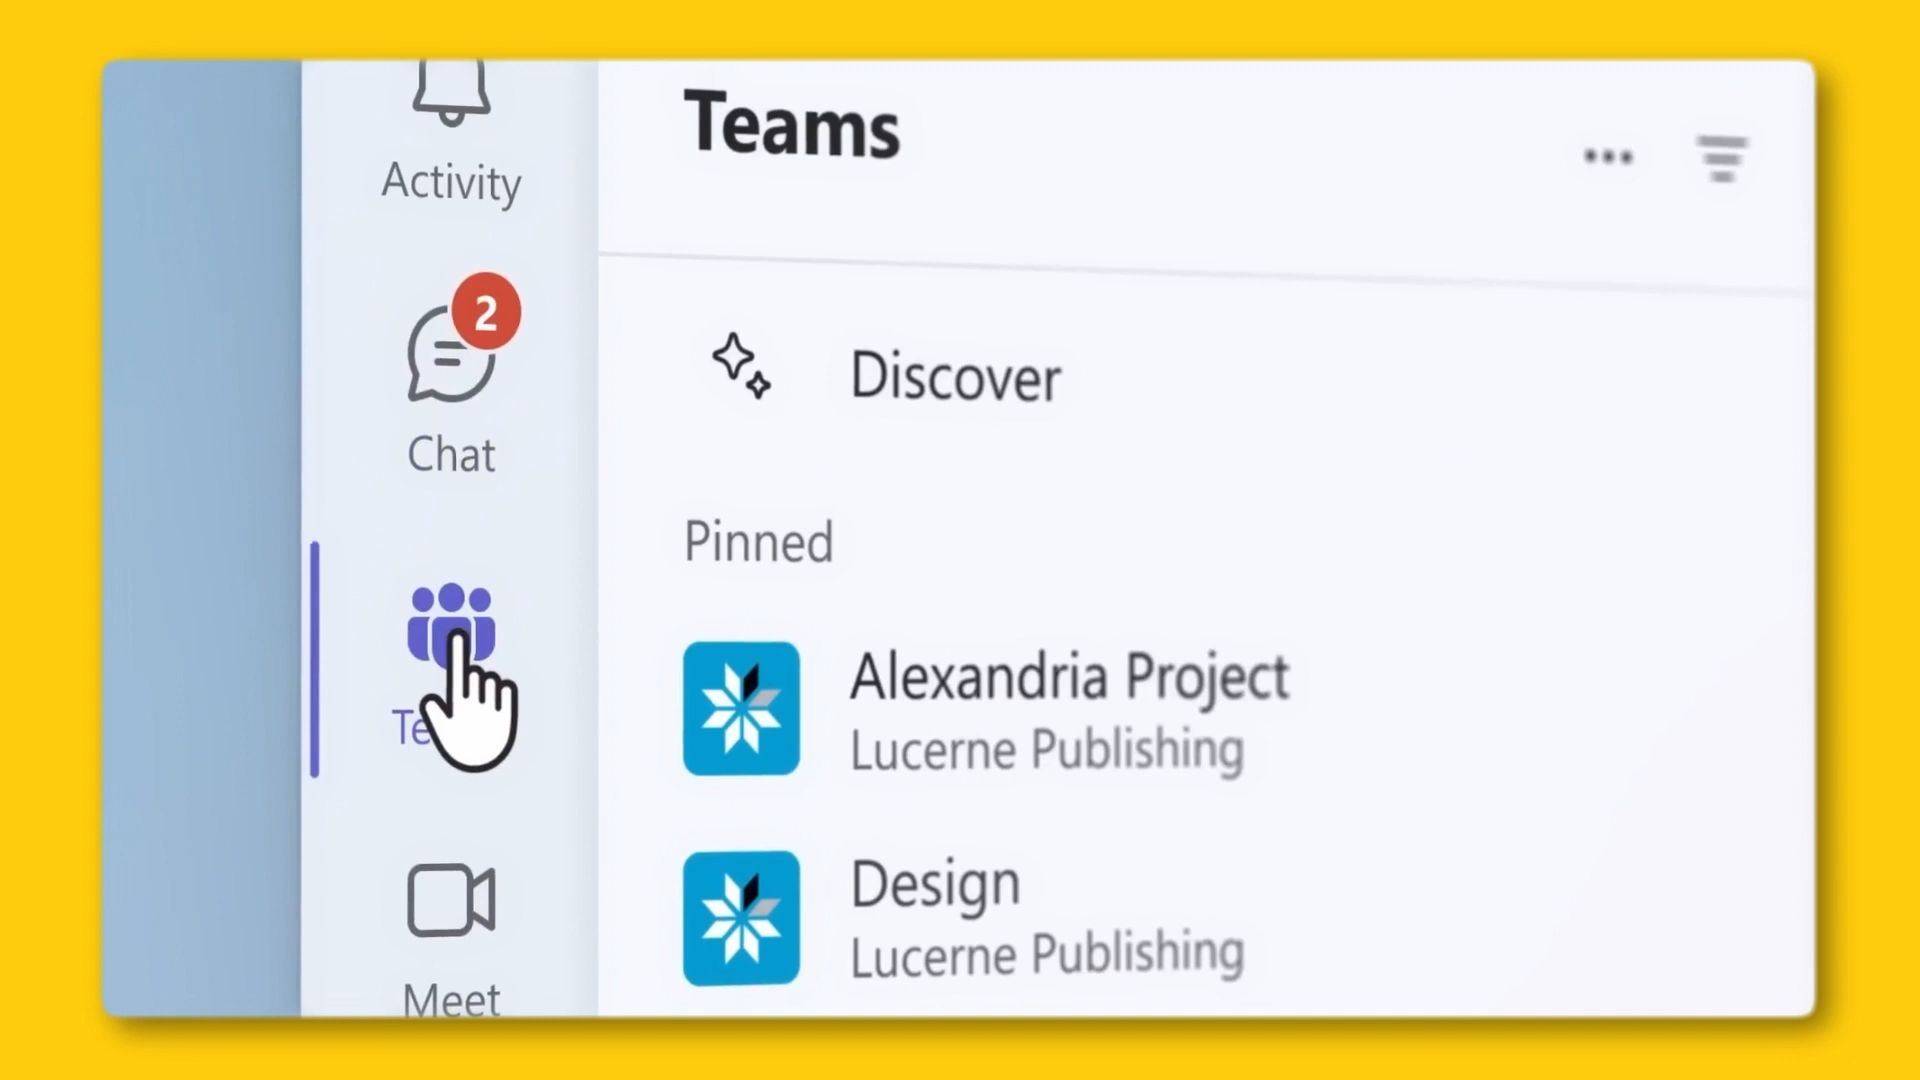 Activity
2
Chat
Te
Meet
Teams
Discover
Pinned
Alexandria Project
Lucerne Publishing
Design
Lucerne Publishing